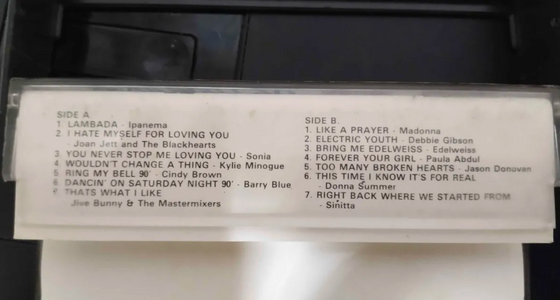 SIDE A
1. LAMBADA - Ipanema
2. I HATE MYSELF FOR LOVING YOU
- Joan Jett and The Blackhearts
3. YOU NEVER STOP ME LOVING YOU - Sonia
4. WOULDN'T CHANGE A THING - Kylie Minogue
5. RING MY BELL 90' - Cindy Brown
6. DANCIN' ON SATURDAY NIGHT 90' - Barry Blue
7. THATS WHAT I LIKE
Jive Bunny & The Mastermixers
SIDE B.
1. LIKE A PRAYER - Madonna
2. ELECTRIC YOUTH - Debbie Gibson
3. BRING ME EDELWEISS - Edelweiss
4. FOREVER YOUR GIRL - Paula Abdul
5. TOO MANY BROKEN HEARTS - Jason Donoven
6. THIS TIME I KNOW IT'S FOR REAL
- Donna Summer
7. RIGHT BACK WHERE WE STARTED FROM
- Sinitta